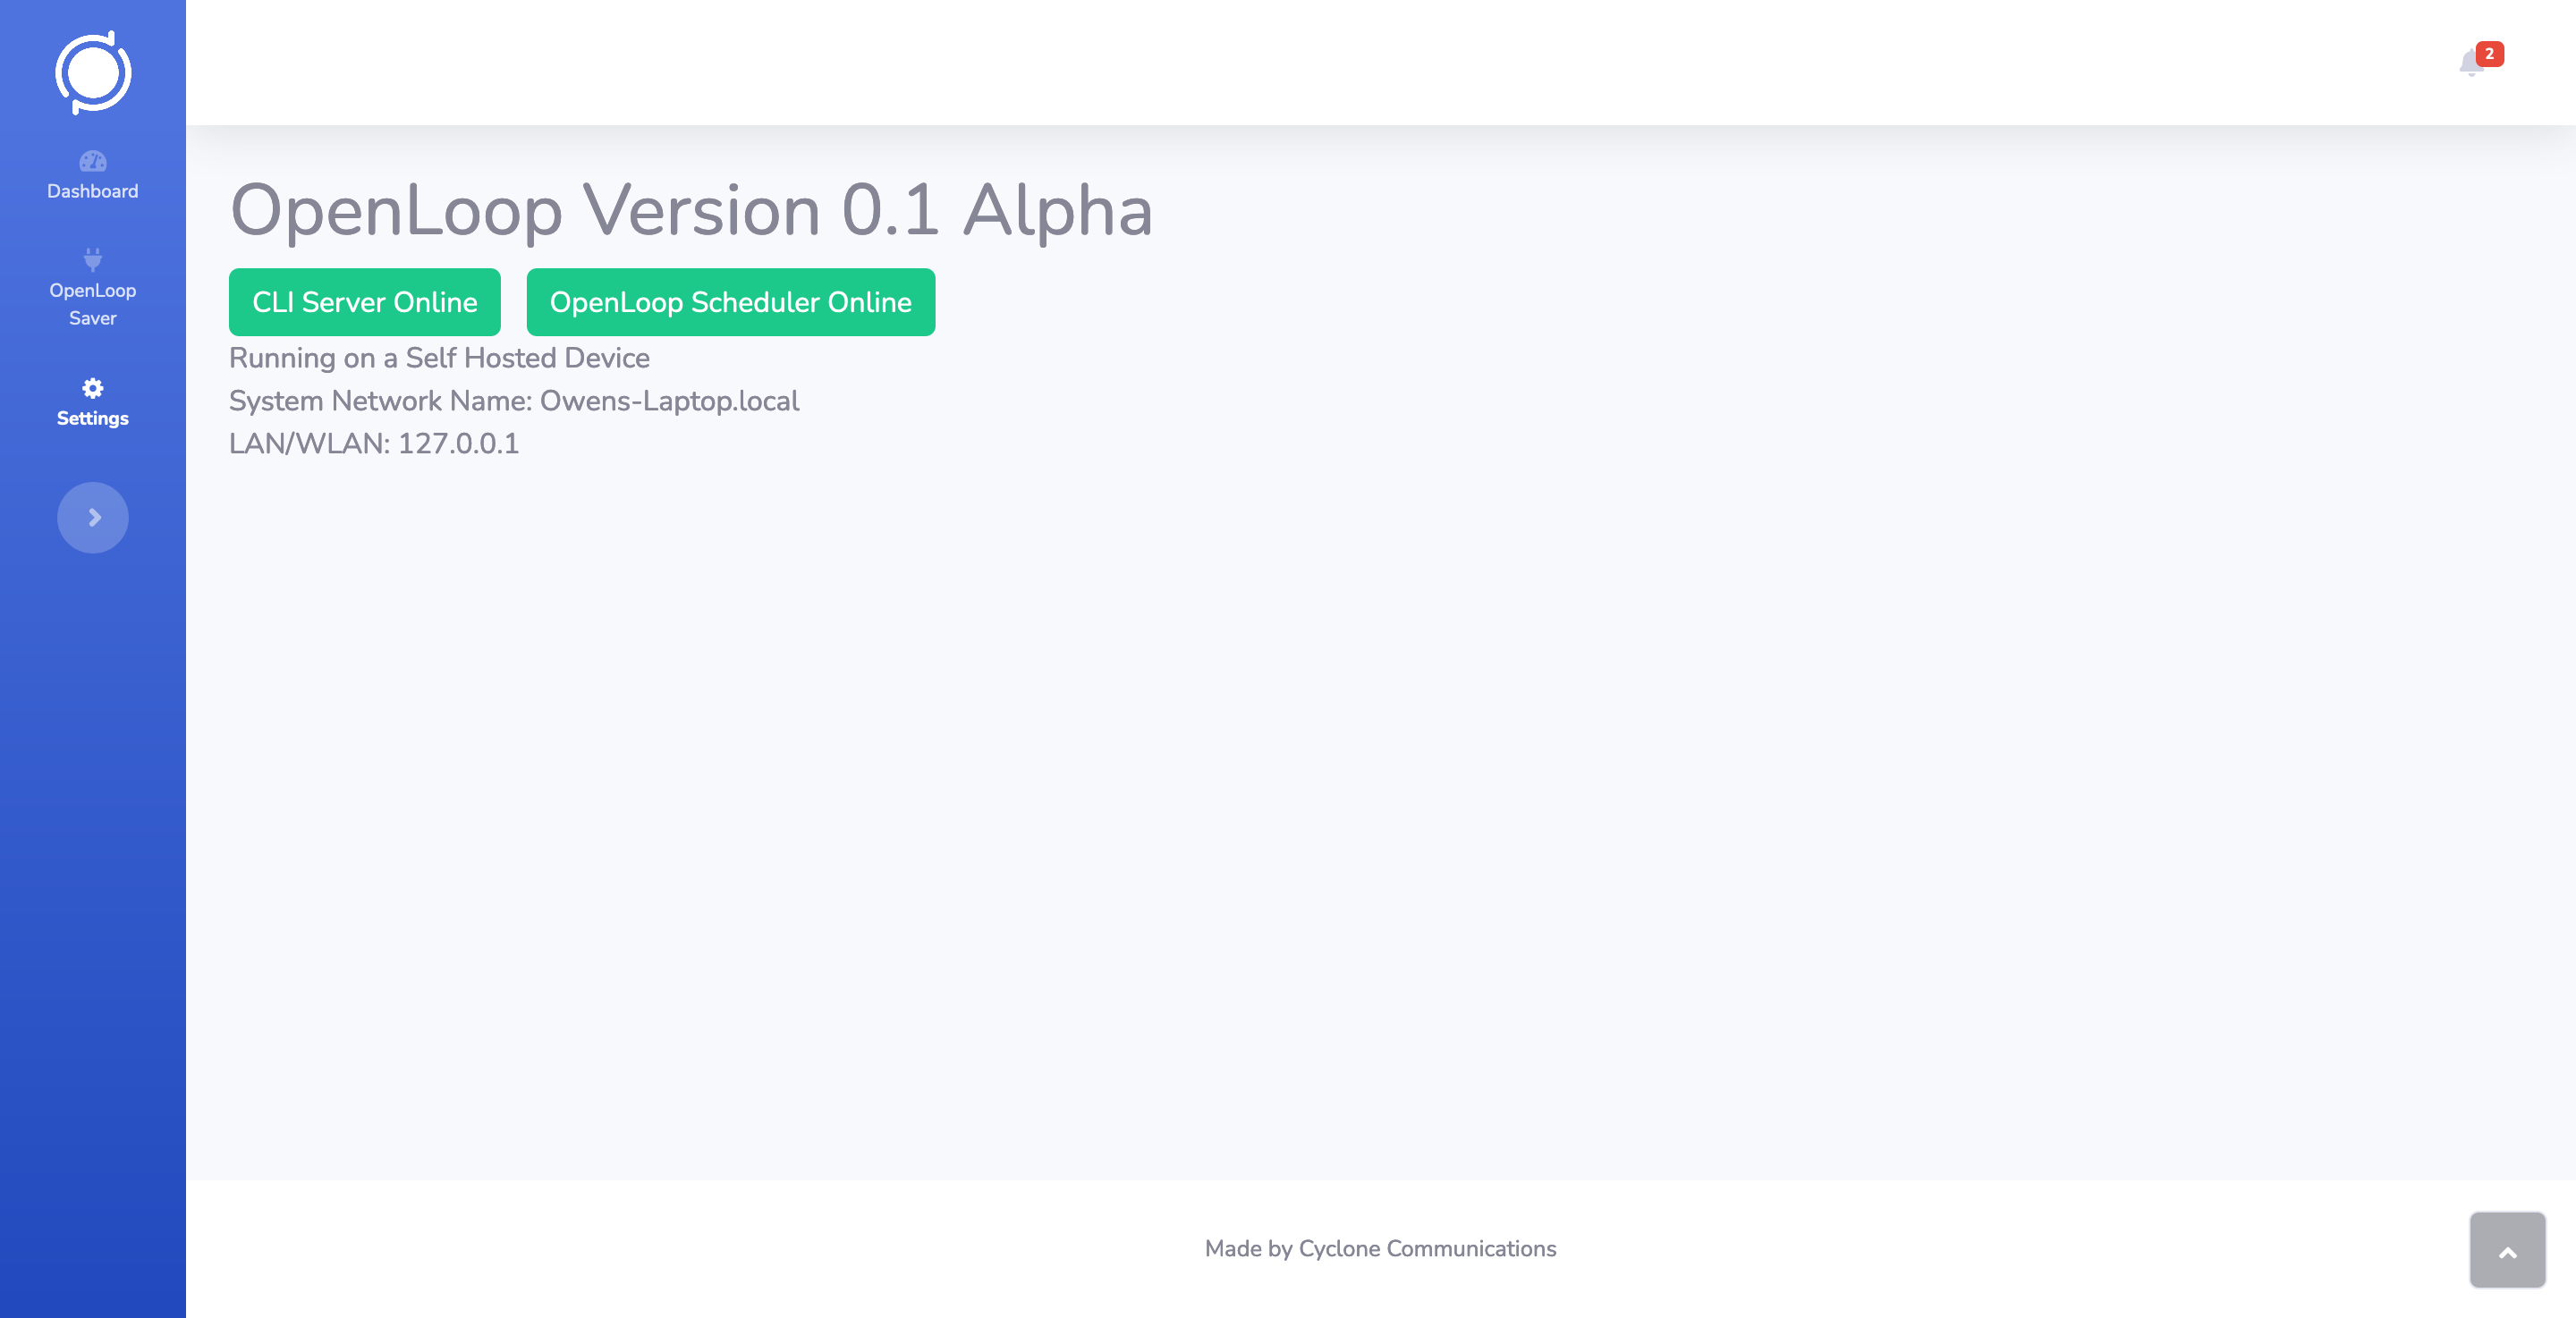 2
Dashboard
OpenLoop
Saver
Settings
OpenLoop Version 0.1 Alpha
CLI Server Online
OpenLoop Scheduler Online
Running on a Self Hosted Device
System Network Name: Owens-Laptop.local
LAN/WLAN: 127.0.0.1
Made by Cyclone Communications